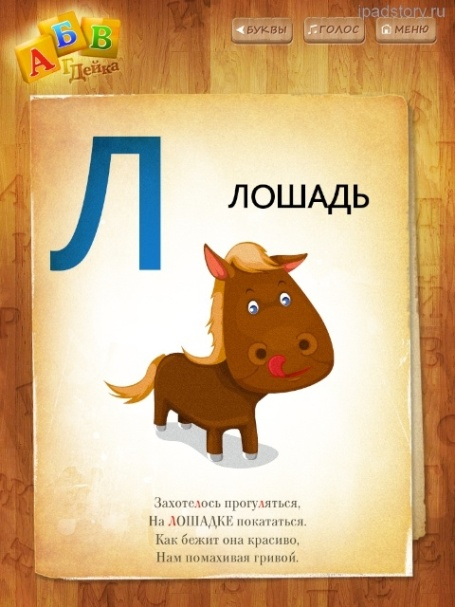 ipadstory.ru
АБВ
ГДейка
БУКВЫ
ГОЛОС
МЕНЮ
Л
ЛОШАДЬ
Захотелось прогуляться,
На ЛОШАДКЕ покататься.
Как бежит она красиво,
Нам помахивая гривой.